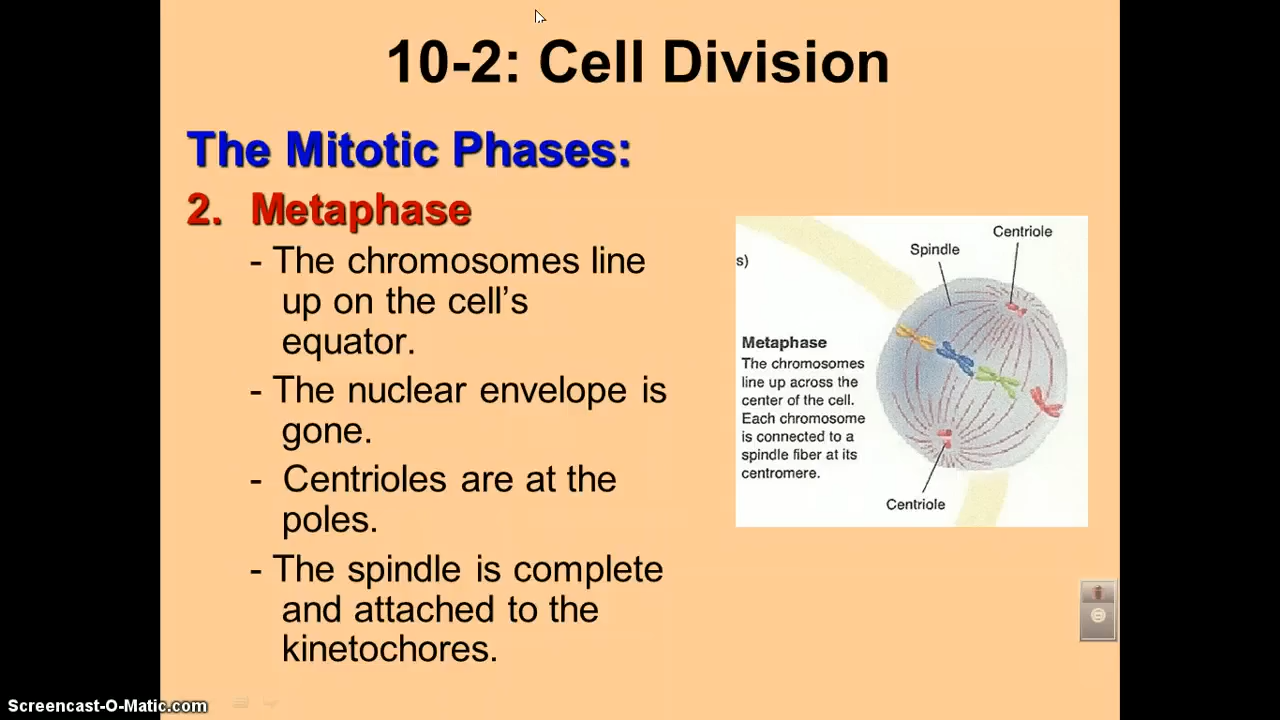 10-2: Cell Division
The Mitotic Phases:
2. Metaphase
- The chromosomes line
up on the cell’s
equator.
- The nuclear envelope is
gone.
- Centrioles are at the
poles.
- The spindle is complete
and attached to the
kinetochores.
Centriole
Spindle
s)
Metaphase
The chromosomes
line up across the
center of the cell.
Each chromosome
is connected to a
spindle fiber at its
centromere.
Centriole
Screencast-O-Matic.com